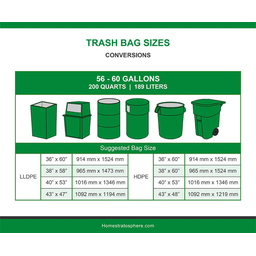 TRASH BAG SIZES
CONVERSIONS
56 - 60 GALLONS
200 QUARTS | 189 LITERS
Suggested Bag Size
LLDPE
36" x 60" 914 mm x 1524 mm
38" x 58" 965 mm x 1473 mm
40" x 53" 1016 mm x 1346 mm
43" x 47" 1092 mm x 1194 mm
HDPE
36" x 60" 914 mm x 1524 mm
38" x 60" 965 mm x 1524 mm
40" x 53" 1016 mm x 1346 mm
43" x 48" 1092 mm x 1219 mm
Homestratosphere.com